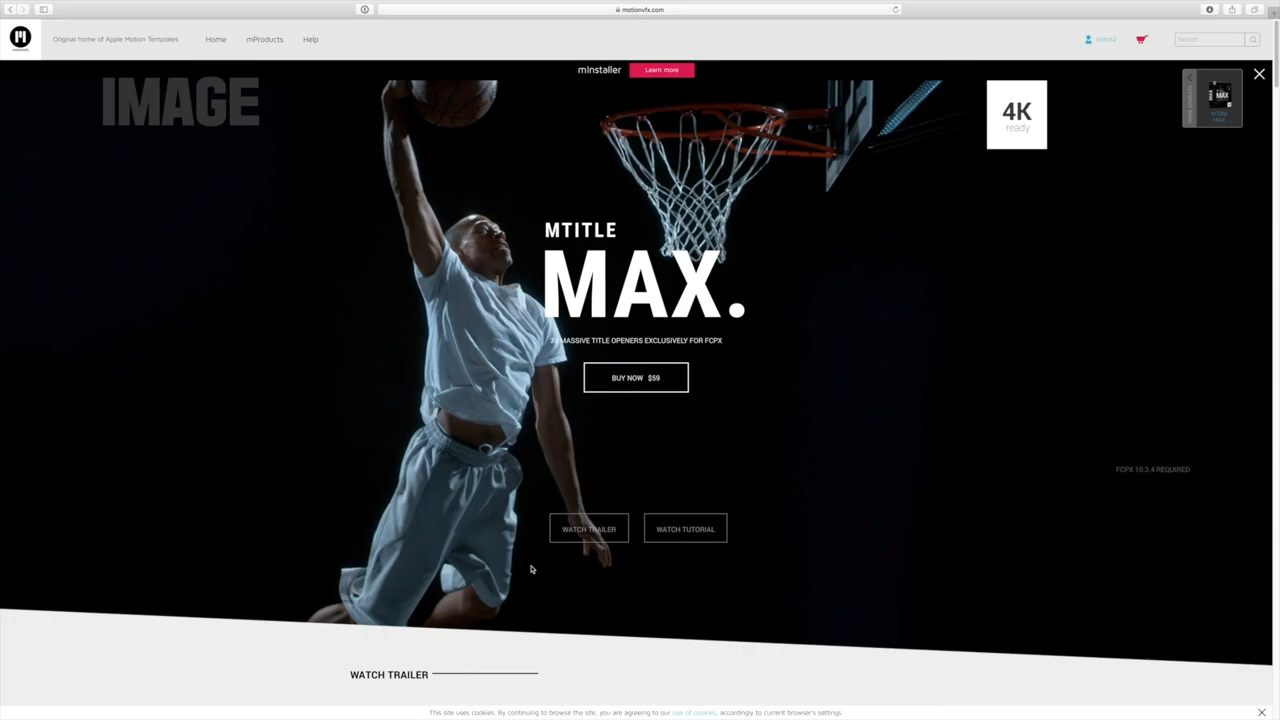 motionvfx.com
Original home of Apple Motion Templates
Home
mProducts
Help
Search
mInstaller
Learn more
IMAGE
4K
ready
MTITLE
MAX.
MASSIVE TITLE OPENERS EXCLUSIVELY FOR FCPX
BUY NOW $59
FCPX 10.3.4 REQUIRED
WATCH TRAILER
WATCH TUTORIAL
WATCH TRAILER
This site uses cookies. By continuing to browse the site, you are agreeing to our use of cookies, accordingly to current browser's settings.